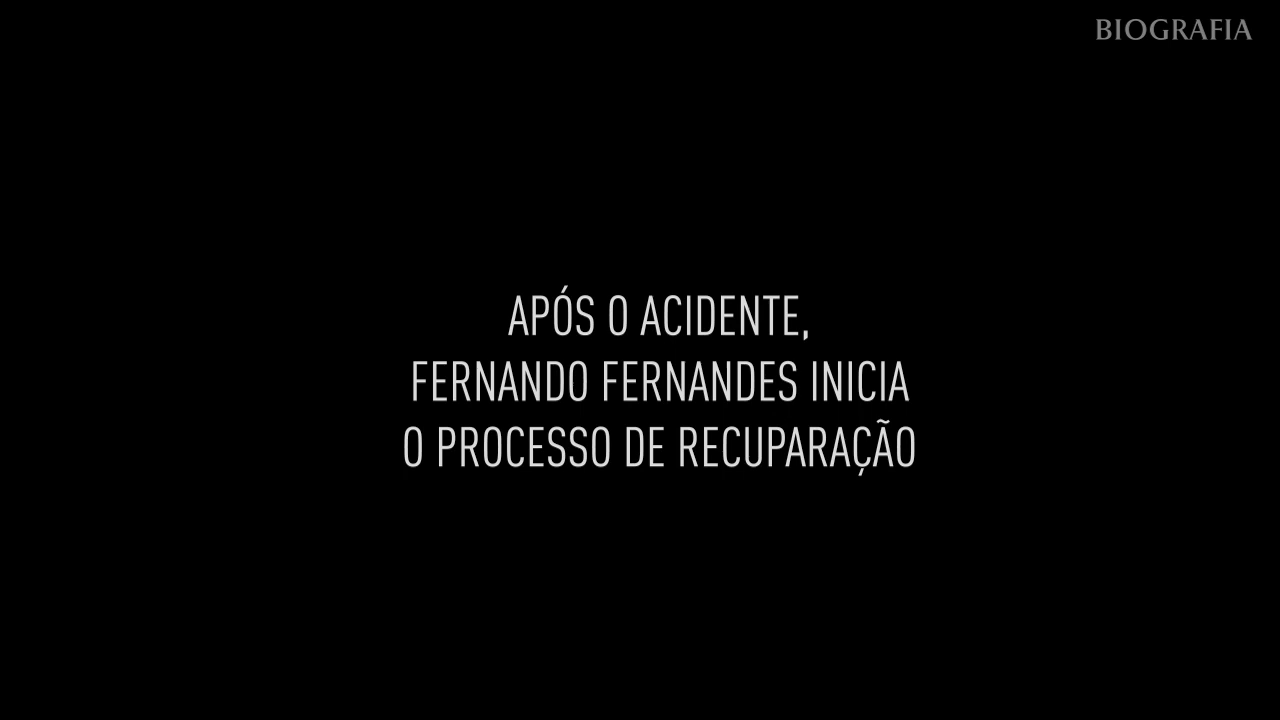 BIOGRAFIA
APÓS O ACIDENTE,
FERNANDO FERNANDES INICIA
O PROCESSO DE RECUPARAÇÃO